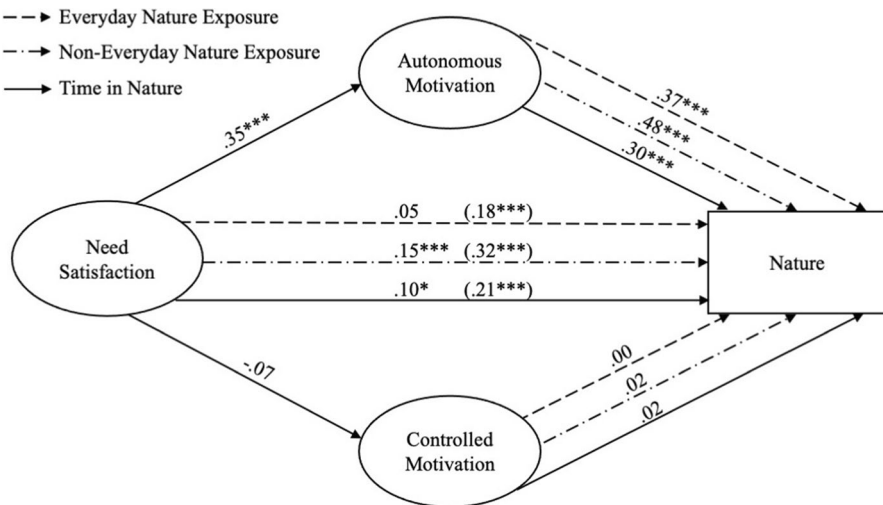 Everyday Nature Exposure
Non-Everyday Nature Exposure
Time in Nature
Autonomous
Motivation
.37***
.48***
.30***
.35***
.05 (.18***)
.15*** (.32***)
.10* (.21***)
Need
Satisfaction
Nature
-.07
.00
.02
.02
Controlled
Motivation